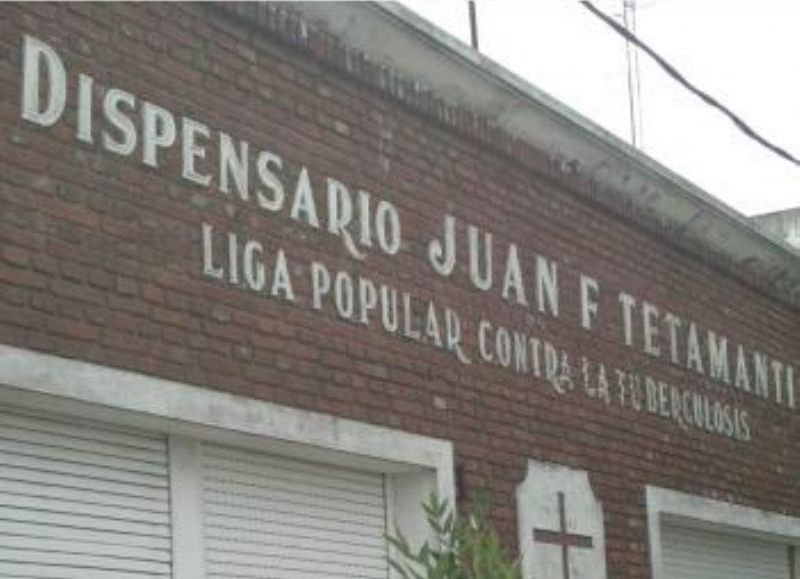 DISPENSARIO JUAN F TETAMANTI
LIGA POPULAR CONTRA LA TUBERCULOSIS